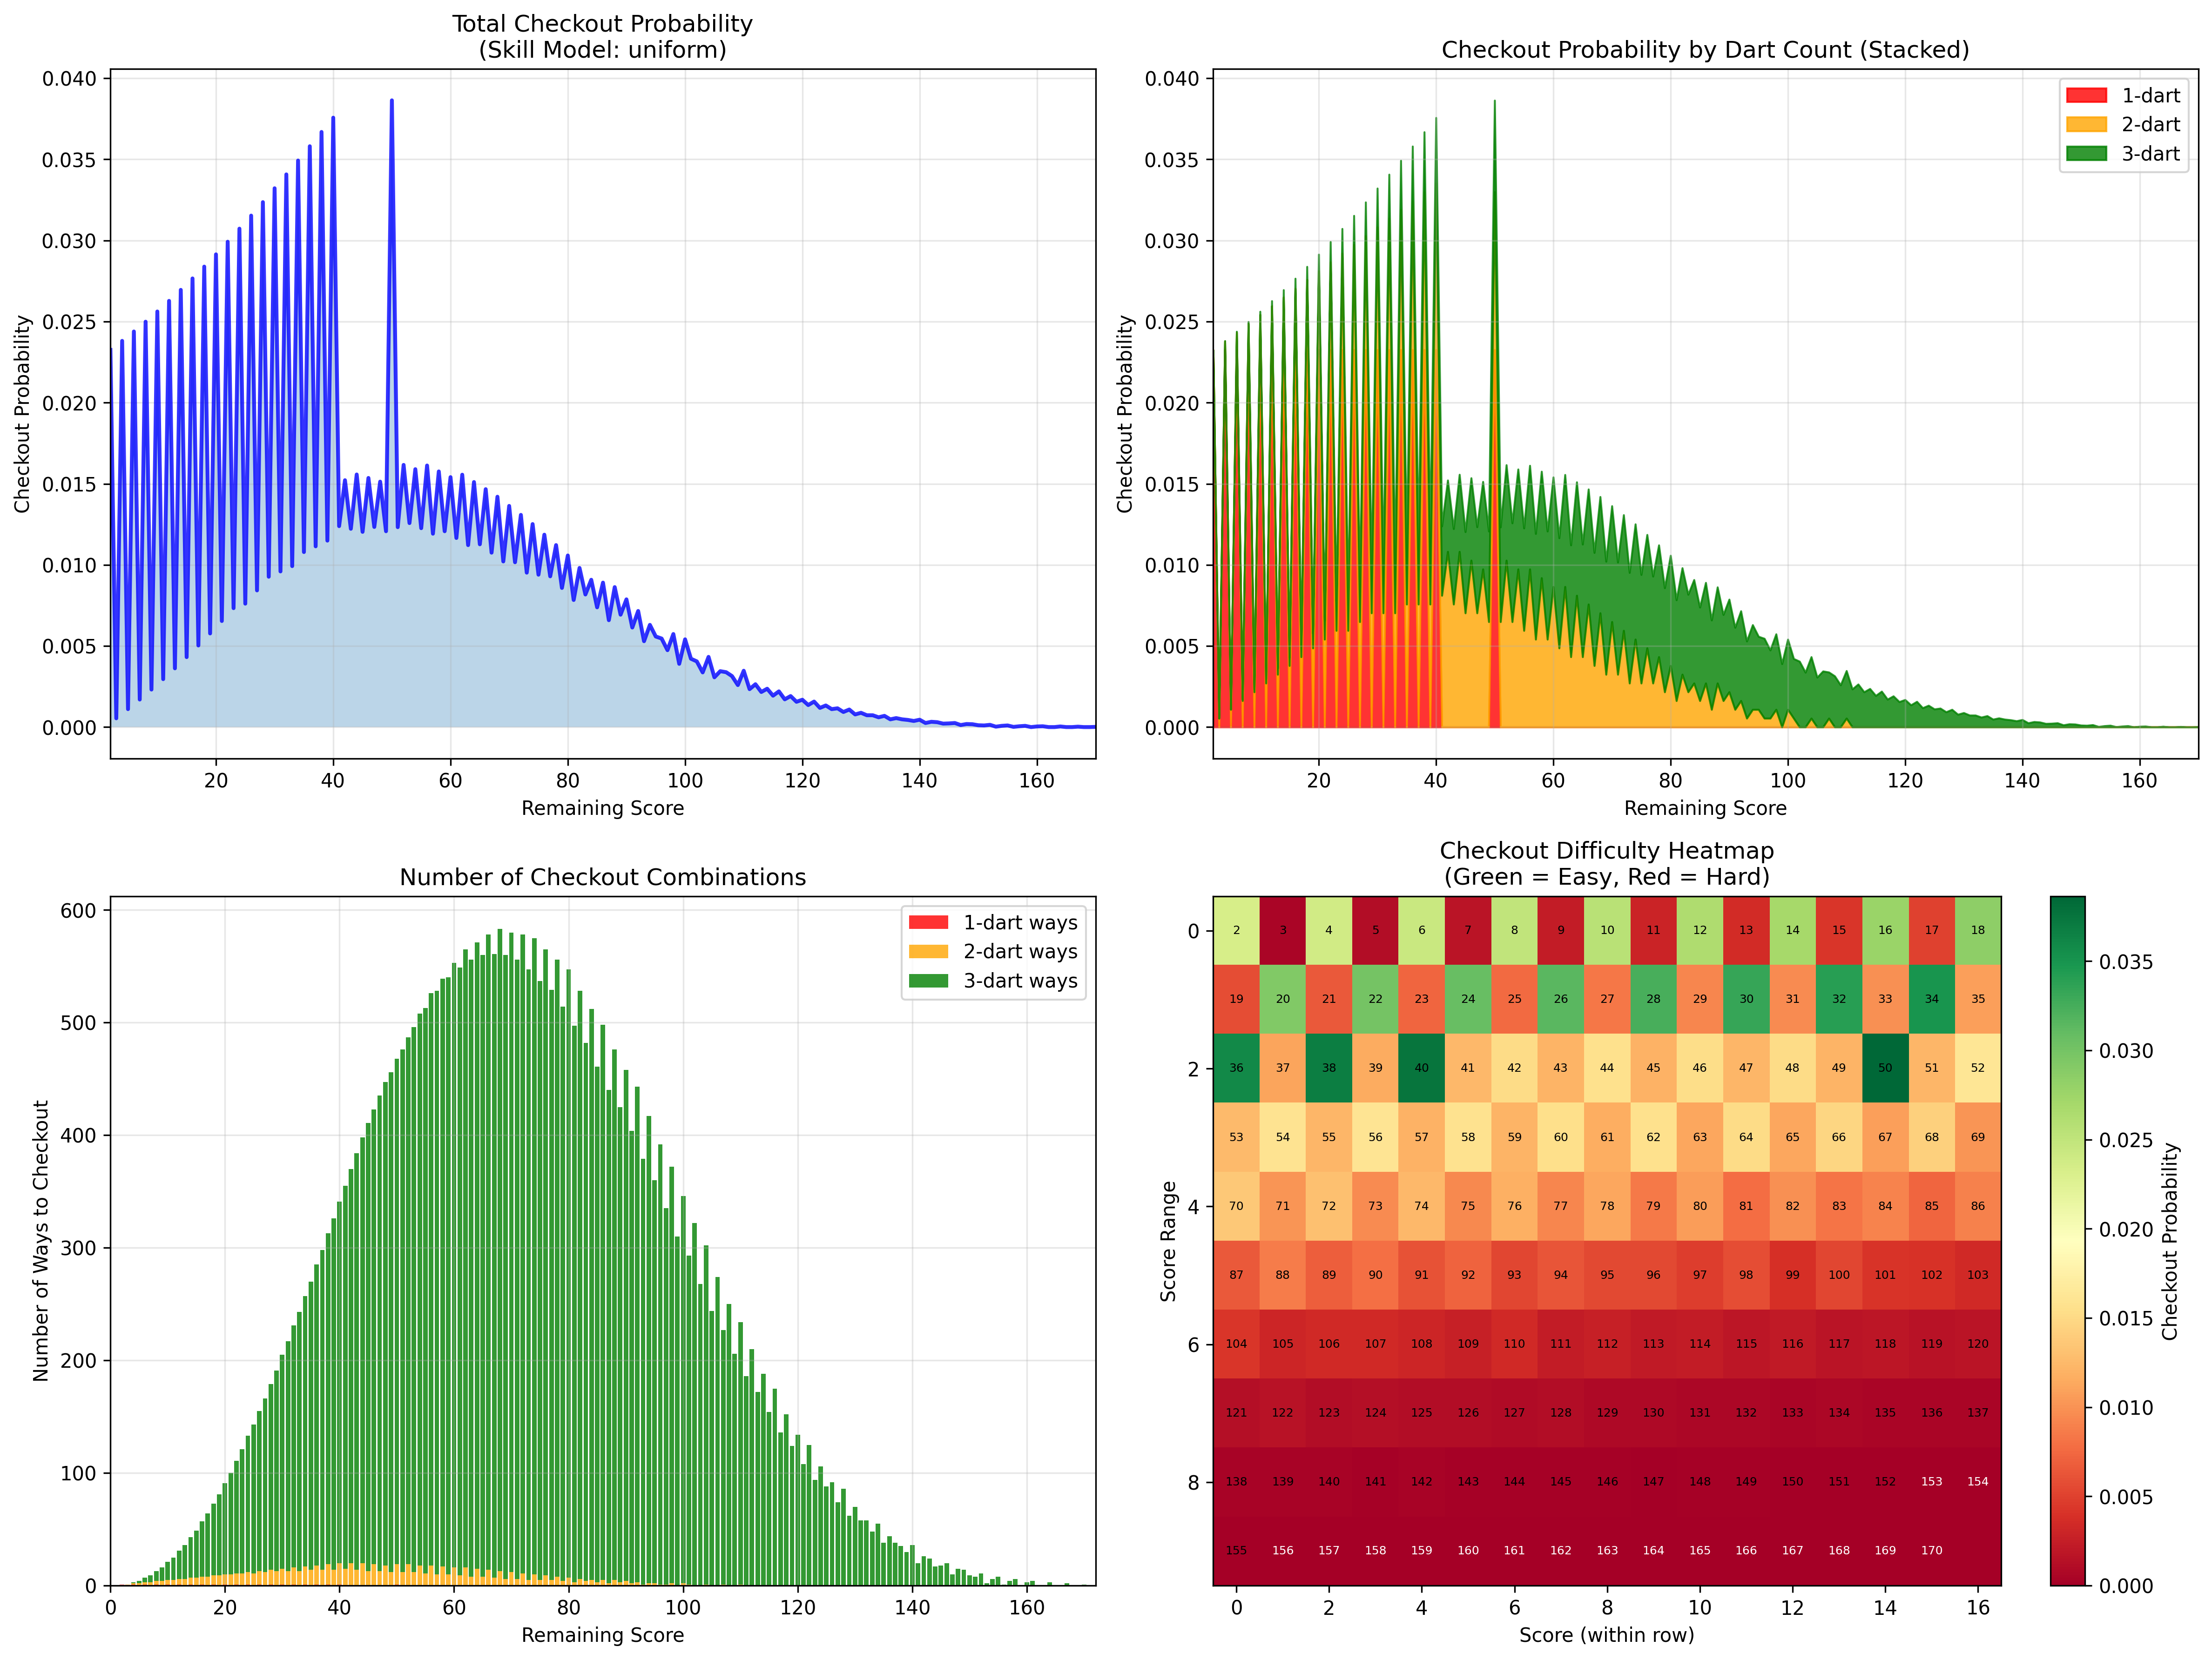 Total Checkout Probability
(Skill Model: uniform)
0.040
0.035
0.030
0.025
0.020
0.015
0.010
0.005
0.000
Checkout Probability
20 40 60 80 100 120 140 160
Remaining Score
Checkout Probability by Dart Count (Stacked)
0.040
0.035
0.030
0.025
0.020
0.015
0.010
0.005
0.000
Checkout Probability
1-dart
2-dart
3-dart
20 40 60 80 100 120 140 160
Remaining Score
Number of Checkout Combinations
600
500
400
300
200
100
0
Number of Ways to Checkout
1-dart ways
2-dart ways
3-dart ways
0 20 40 60 80 100 120 140 160
Remaining Score
Checkout Difficulty Heatmap
(Green = Easy, Red = Hard)
0
2
4
6
8
Score Range
2 3 4 5 6 7 8 9 10 11 12 13 14 15 16 17 18
19 20 21 22 23 24 25 26 27 28 29 30 31 32 33 34 35
36 37 38 39 40 41 42 43 44 45 46 47 48 49 50 51 52
53 54 55 56 57 58 59 60 61 62 63 64 65 66 67 68 69
70 71 72 73 74 75 76 77 78 79 80 81 82 83 84 85 86
87 88 89 90 91 92 93 94 95 96 97 98 99 100 101 102 103
104 105 106 107 108 109 110 111 112 113 114 115 116 117 118 119 120
121 122 123 124 125 126 127 128 129 130 131 132 133 134 135 136 137
138 139 140 141 142 143 144 145 146 147 148 149 150 151 152 153 154
155 156 157 158 159 160 161 162 163 164 165 166 167 168 169 170
0 2 4 6 8 10 12 14 16
Score (within row)
0.035
0.030
0.025
0.020
0.015
0.010
0.005
0.000
Checkout Probability